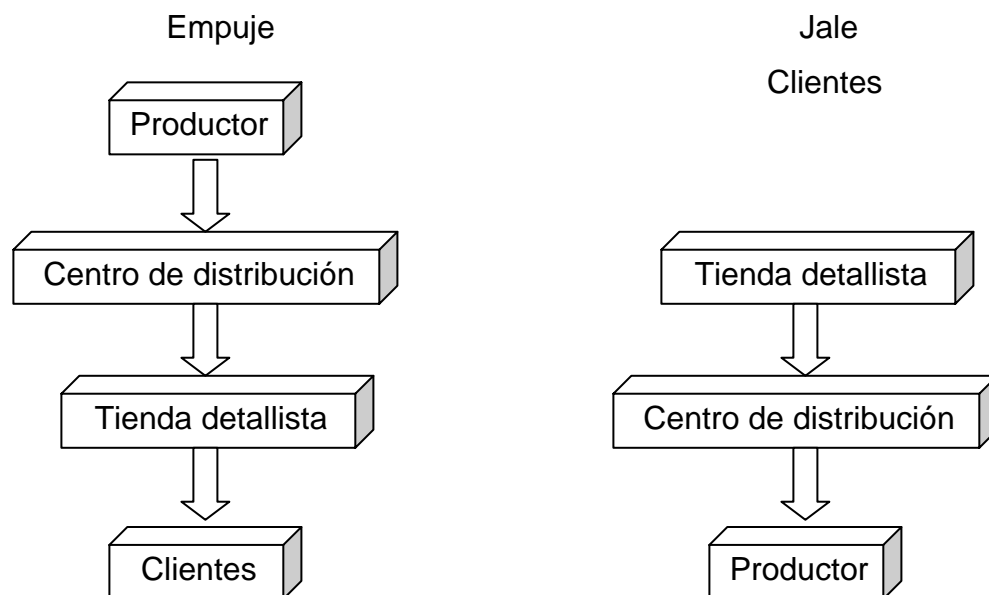 Empuje
Productor
Centro de distribución
Tienda detallista
Clientes
Jale
Clientes
Tienda detallista
Centro de distribución
Productor